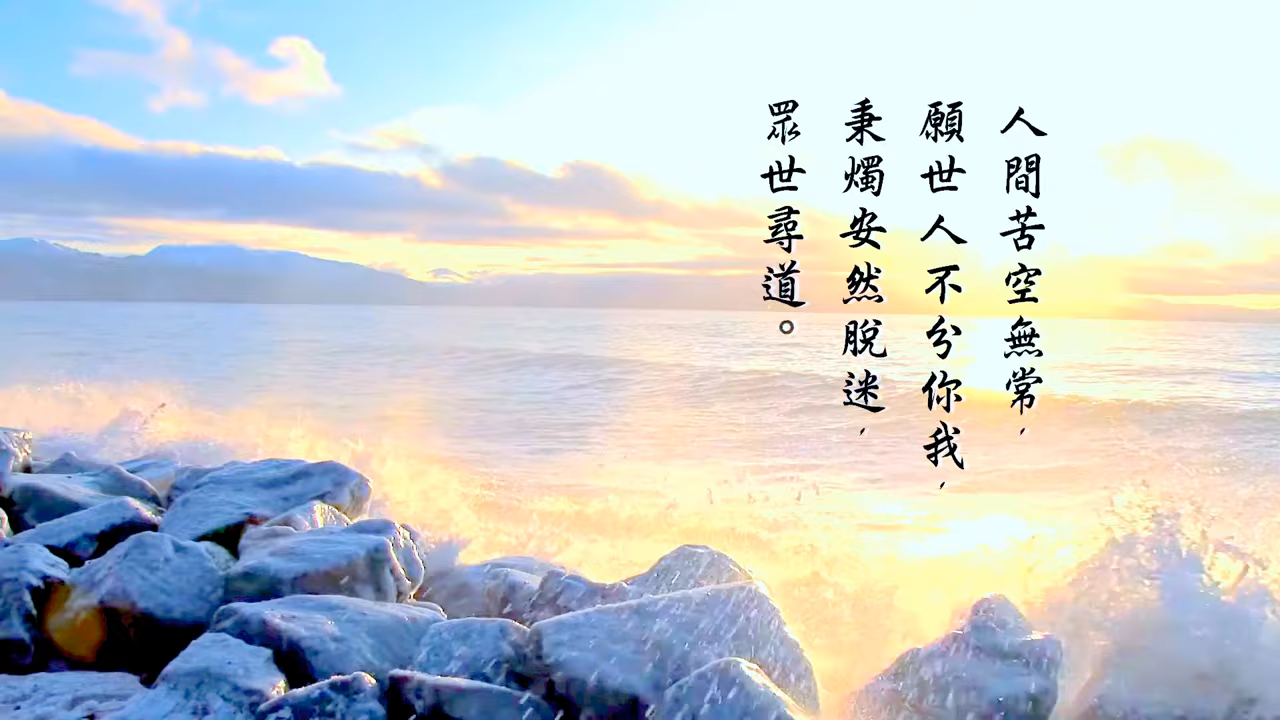 人間苦空無常，
願世人不分你我，
秉燭安然脫迷，
眾世尋道。